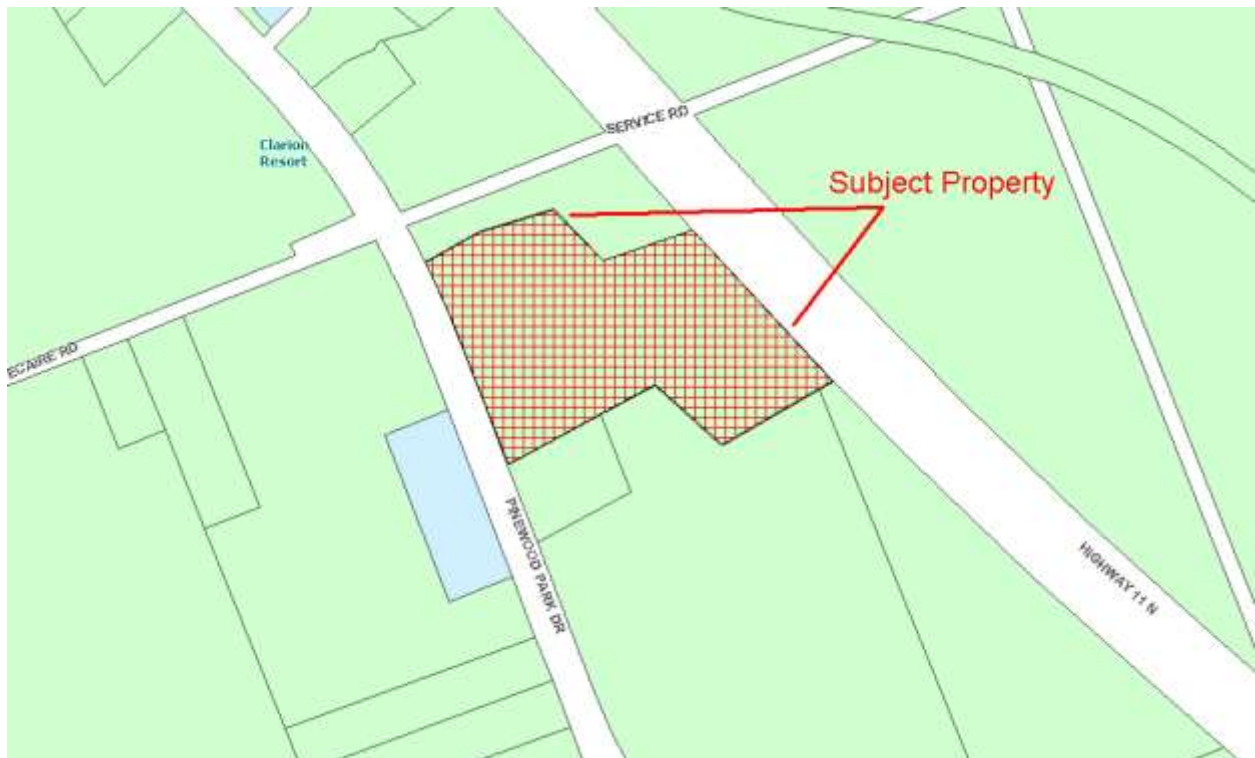 SERVICE RD
Clarion
Resort
Subject Property
ECAIRE RD
PINEWOOD PARK DR
HIGHWAY 11 N